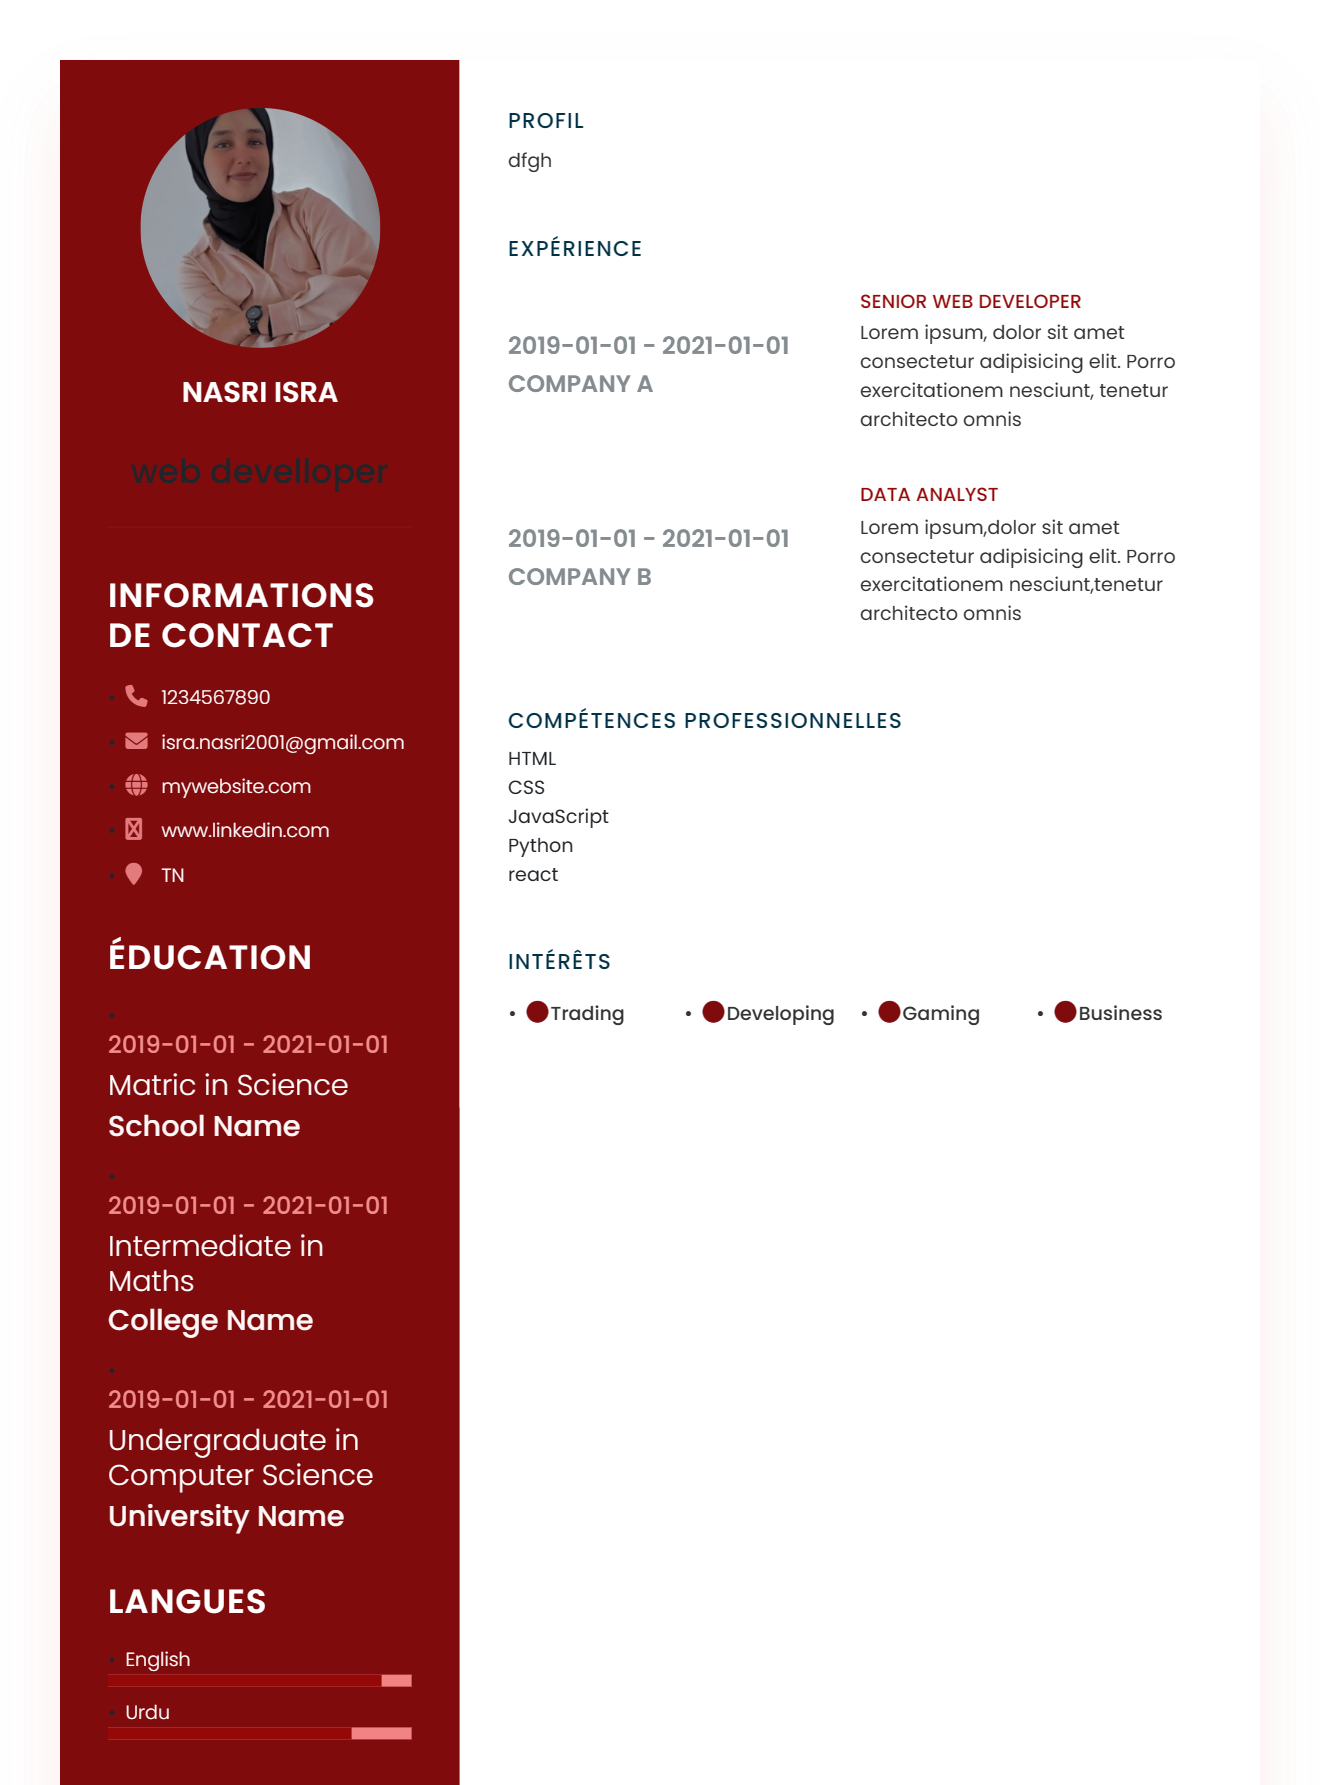 NASRI ISRA
web develloper
INFORMATIONS
DE CONTACT
• 1234567890
• isra.nasri2001@gmail.com
• mywebsite.com
• www.linkedin.com
• TN
ÉDUCATION
•
2019-01-01 - 2021-01-01
Matric in Science
School Name
•
2019-01-01 - 2021-01-01
Intermediate in
Maths
College Name
•
2019-01-01 - 2021-01-01
Undergraduate in
Computer Science
University Name
LANGUES
• English
• Urdu
PROFIL
dfgh
EXPÉRIENCE
2019-01-01 - 2021-01-01
COMPANY A
SENIOR WEB DEVELOPER
Lorem ipsum, dolor sit amet
consectetur adipisicing elit. Porro
exercitationem nesciunt, tenetur
architecto omnis
2019-01-01 - 2021-01-01
COMPANY B
DATA ANALYST
Lorem ipsum,dolor sit amet
consectetur adipisicing elit. Porro
exercitationem nesciunt,tenetur
architecto omnis
COMPÉTENCES PROFESSIONNELLES
HTML
CSS
JavaScript
Python
react
INTÉRÊTS
• Trading • Developing • Gaming • Business